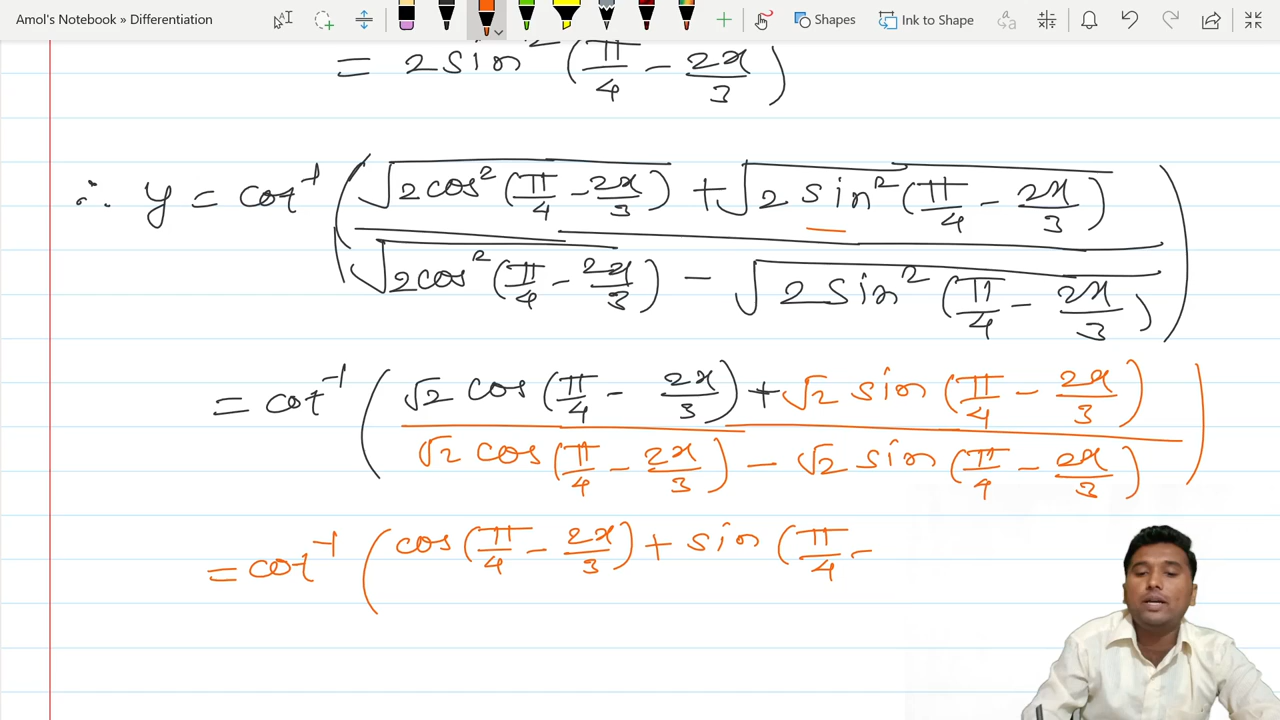 Amol's Notebook » Differentiation
Shapes
Ink to Shape
= 2 sin² (π/4 - 2x/3)
∴ y = cot⁻¹ ((√(2cos² (π/4 - 2x/3)) + √(2 sin² (π/4 - 2x/3))) / (√(2cos² (π/4 - 2x/3)) - √(2 sin² (π/4 - 2x/3))))
= cot⁻¹ ((√2 cos (π/4 - 2x/3) + √2 sin (π/4 - 2x/3)) / (√2 cos (π/4 - 2x/3) - √2 sin (π/4 - 2x/3)))
= cot⁻¹ (cos (π/4 - 2x/3) + sin (π/4 -